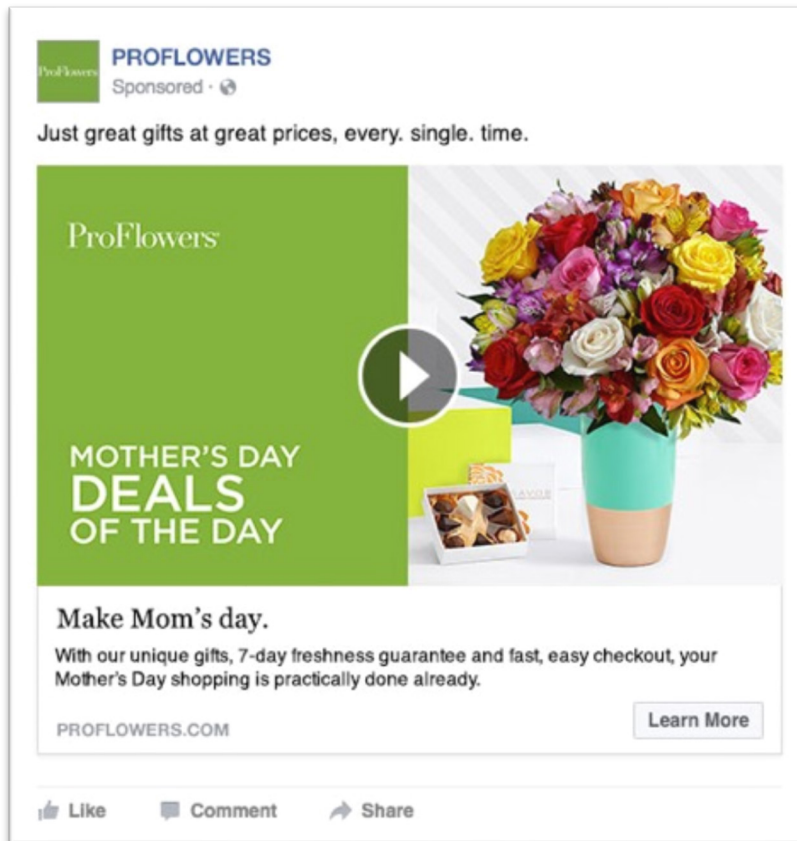 ProFlowers
PROFLOWERS
Sponsored ·
Just great gifts at great prices, every. single. time.
ProFlowers
MOTHER'S DAY
DEALS
OF THE DAY
Make Mom's day.
With our unique gifts, 7-day freshness guarantee and fast, easy checkout, your
Mother's Day shopping is practically done already.
PROFLOWERS.COM
Learn More
Like
Comment
Share